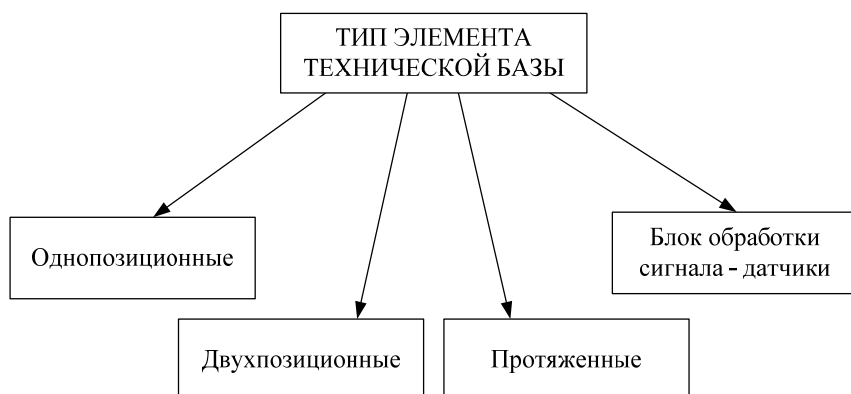 ТИП ЭЛЕМЕНТА
ТЕХНИЧЕСКОЙ БАЗЫ
Однопозиционные
Блок обработки
сигнала - датчики
Двухпозиционные
Протяженные